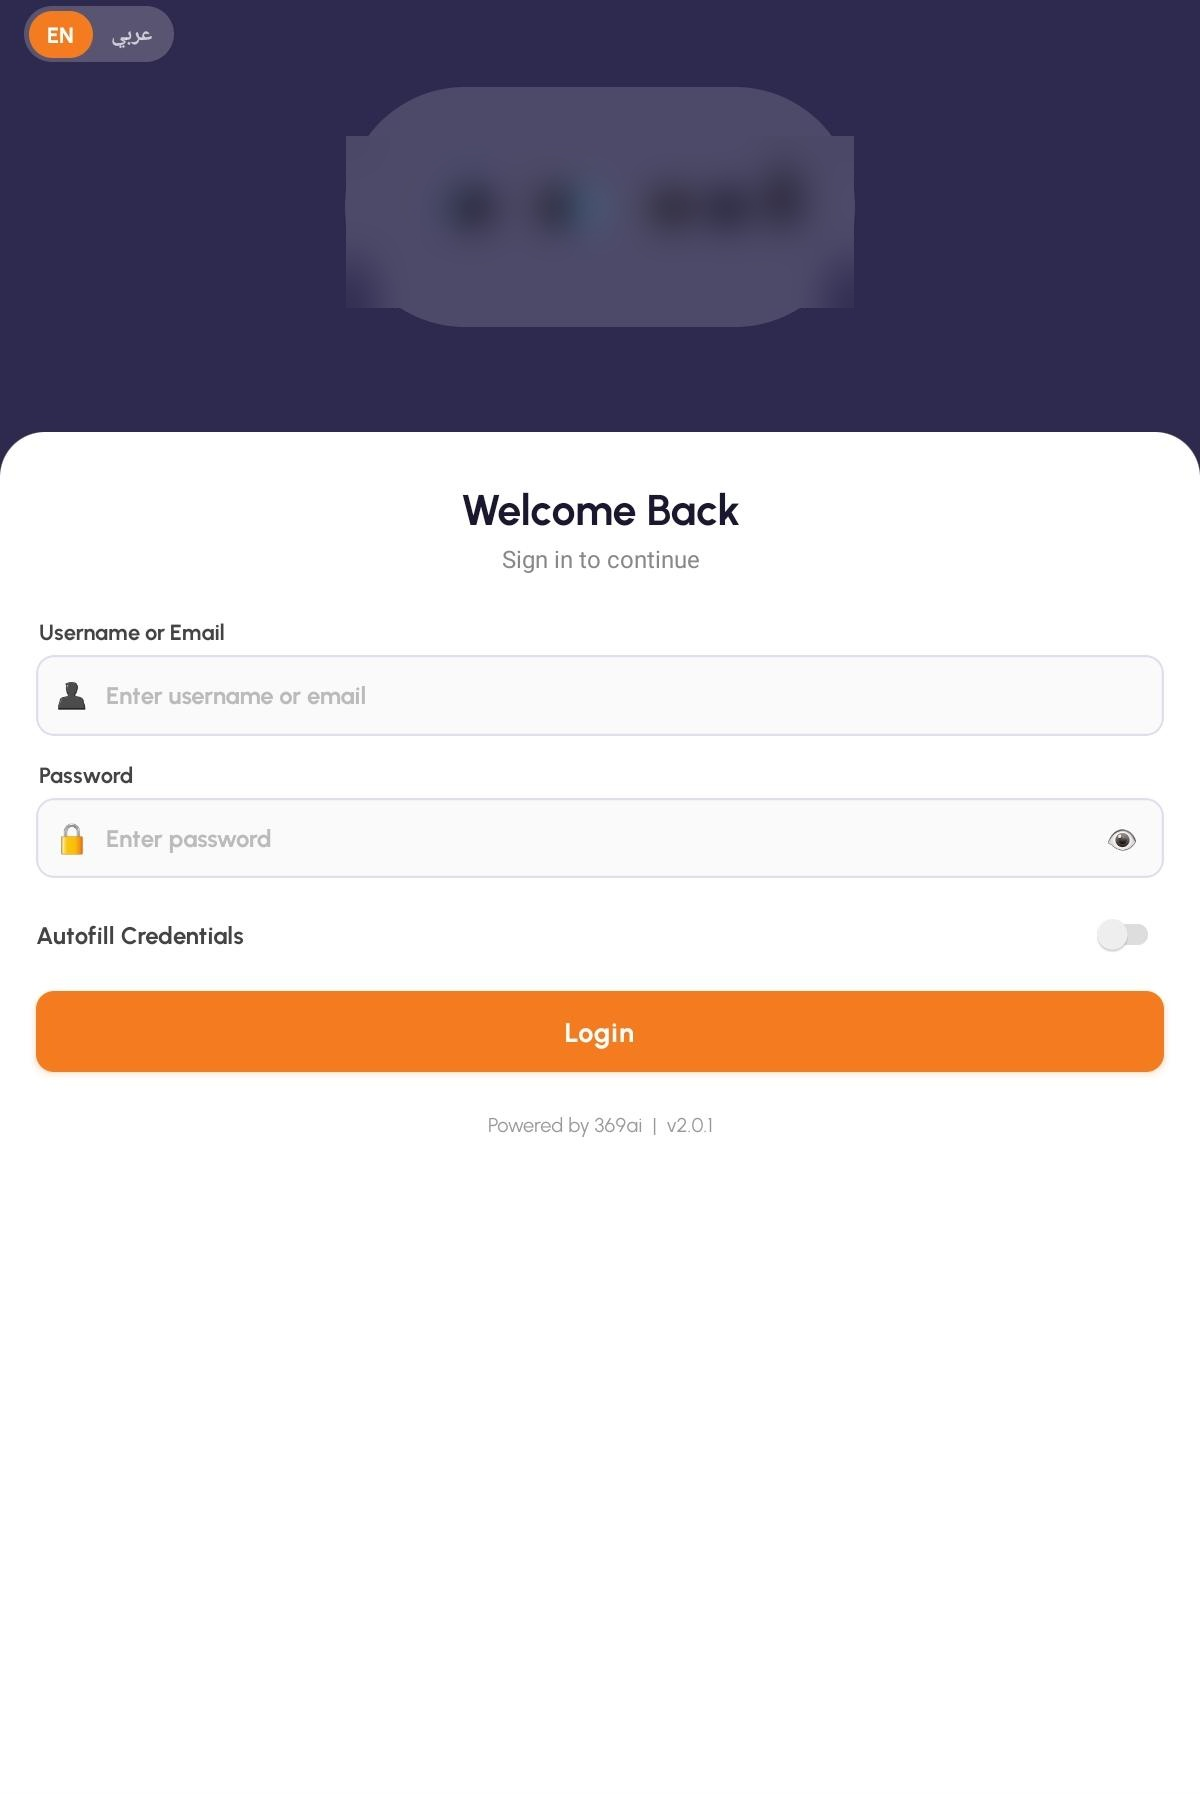 EN عربي
Welcome Back
Sign in to continue
Username or Email
Enter username or email
Password
Enter password
Autofill Credentials
Login
Powered by 369ai | v2.0.1